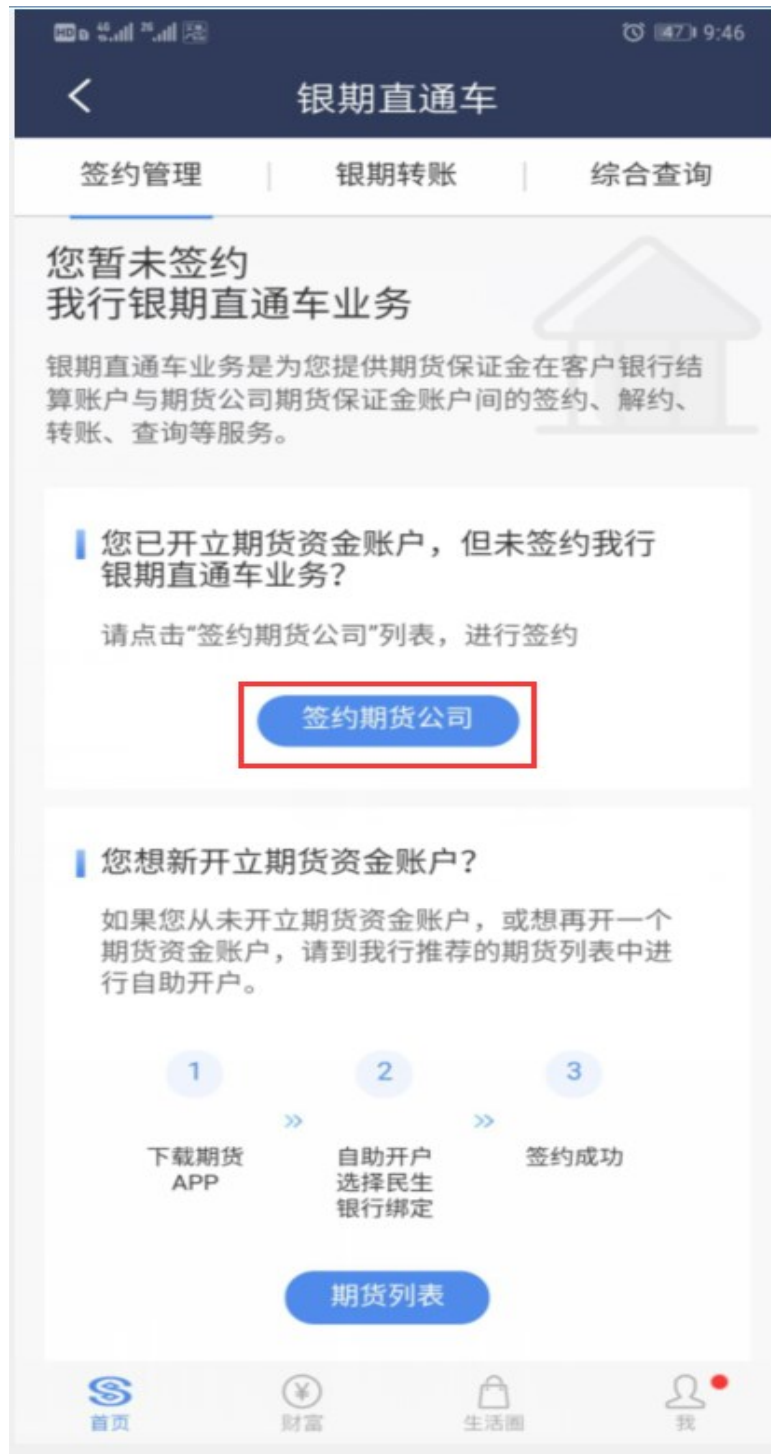 HD 4G 2G 47 9:46
银期直通车
签约管理 银期转账 综合查询
您暂未签约
我行银期直通车业务
银期直通车业务是为您提供期货保证金在客户银行结
算账户与期货公司期货保证金账户间的签约、解约、
转账、查询等服务。
您已开立期货资金账户，但未签约我行
银期直通车业务？
请点击“签约期货公司”列表，进行签约
签约期货公司
您想新开立期货资金账户？
如果您从未开立期货资金账户，或想再开一个
期货资金账户，请到我行推荐的期货列表中进
行自助开户。
1 2 3
下载期货 自助开户 签约成功
APP 选择民生
银行绑定
期货列表
首页 财富 生活圈 我